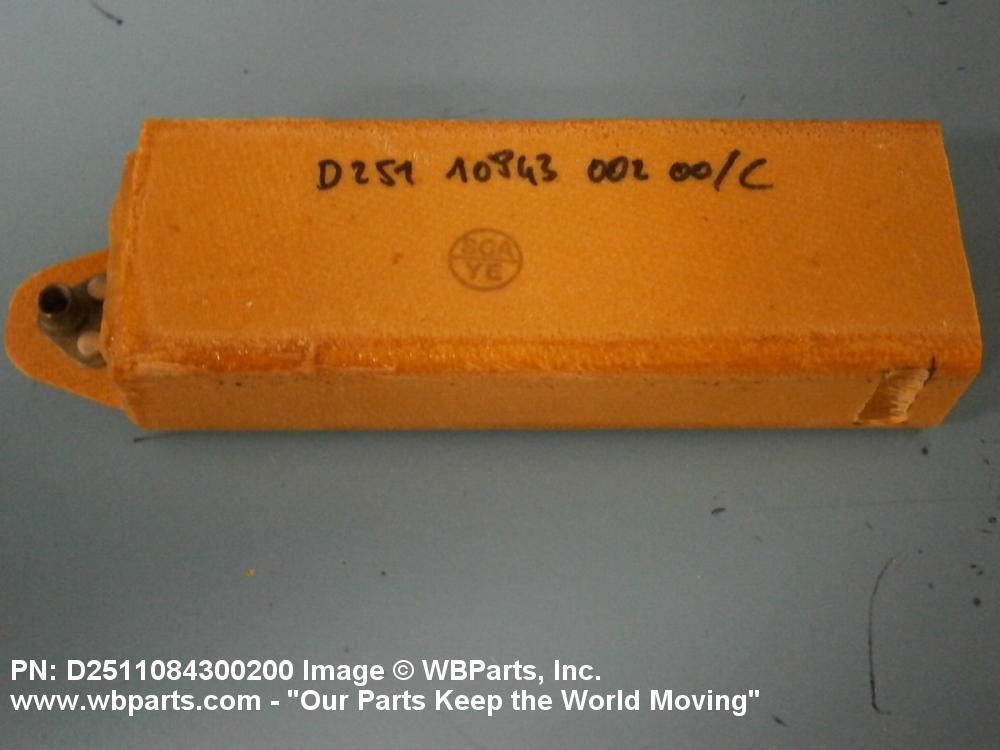 D251 10843 002 00/C
SCA
YE
PN: D2511084300200 Image © WBParts, Inc.
www.wbparts.com - "Our Parts Keep the World Moving"